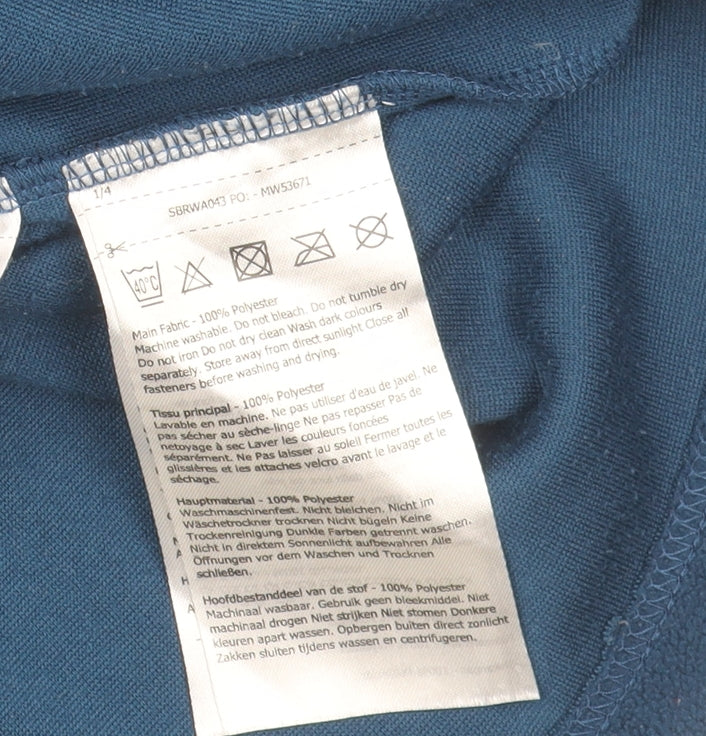 1/4
SBRWA043 PO: - MW53671
40°C
Main Fabric - 100% Polyester
Machine washable. Do not bleach. Do not tumble dry
Do not iron Do not dry clean Wash dark colours
separately. Store away from direct sunlight Close all
fasteners before washing and drying.
Tissu principal - 100% Polyester
Lavable en machine. Ne pas utiliser d'eau de javel. Ne
pas sécher au sèche-linge Ne pas repasser Pas de
netoyage à sec Laver les couleurs foncées
séparément. Ne Pas laisser au soleil Fermer toutes les
glissières et les attaches velcro avant le lavage et le
séchage.
Hauptmaterial - 100% Polyester
Waschmaschinenfest. Nicht bleichen. Nicht im
Wäschetrockner trocknen Nicht bügeln Keine
Trockenreinigung Dunkle Farben getrennt waschen.
Nicht in direktem Sonnenlicht aufbewahren Alle
Öffnungen vor dem Waschen und Trocknen
schließen.
Hoofdbestanddeel van de stof - 100% Polyester
Machinaal wasbaar. Gebruik geen bleekmiddel. Niet
machinaal drogen Niet strijken Niet stomen Donkere
kleuren apart wassen. Opbergen buiten direct zonlicht
Zakken sluiten tijdens wassen en centrifugeren.